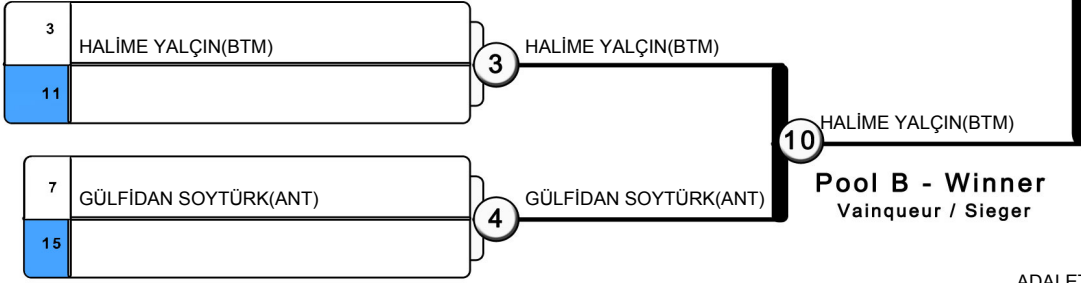 3
HALİME YALÇIN(BTM)
11
3
HALİME YALÇIN(BTM)
7
GÜLFİDAN SOYTÜRK(ANT)
15
4
GÜLFİDAN SOYTÜRK(ANT)
10
HALİME YALÇIN(BTM)
Pool B - Winner
Vainqueur / Sieger
ADALET